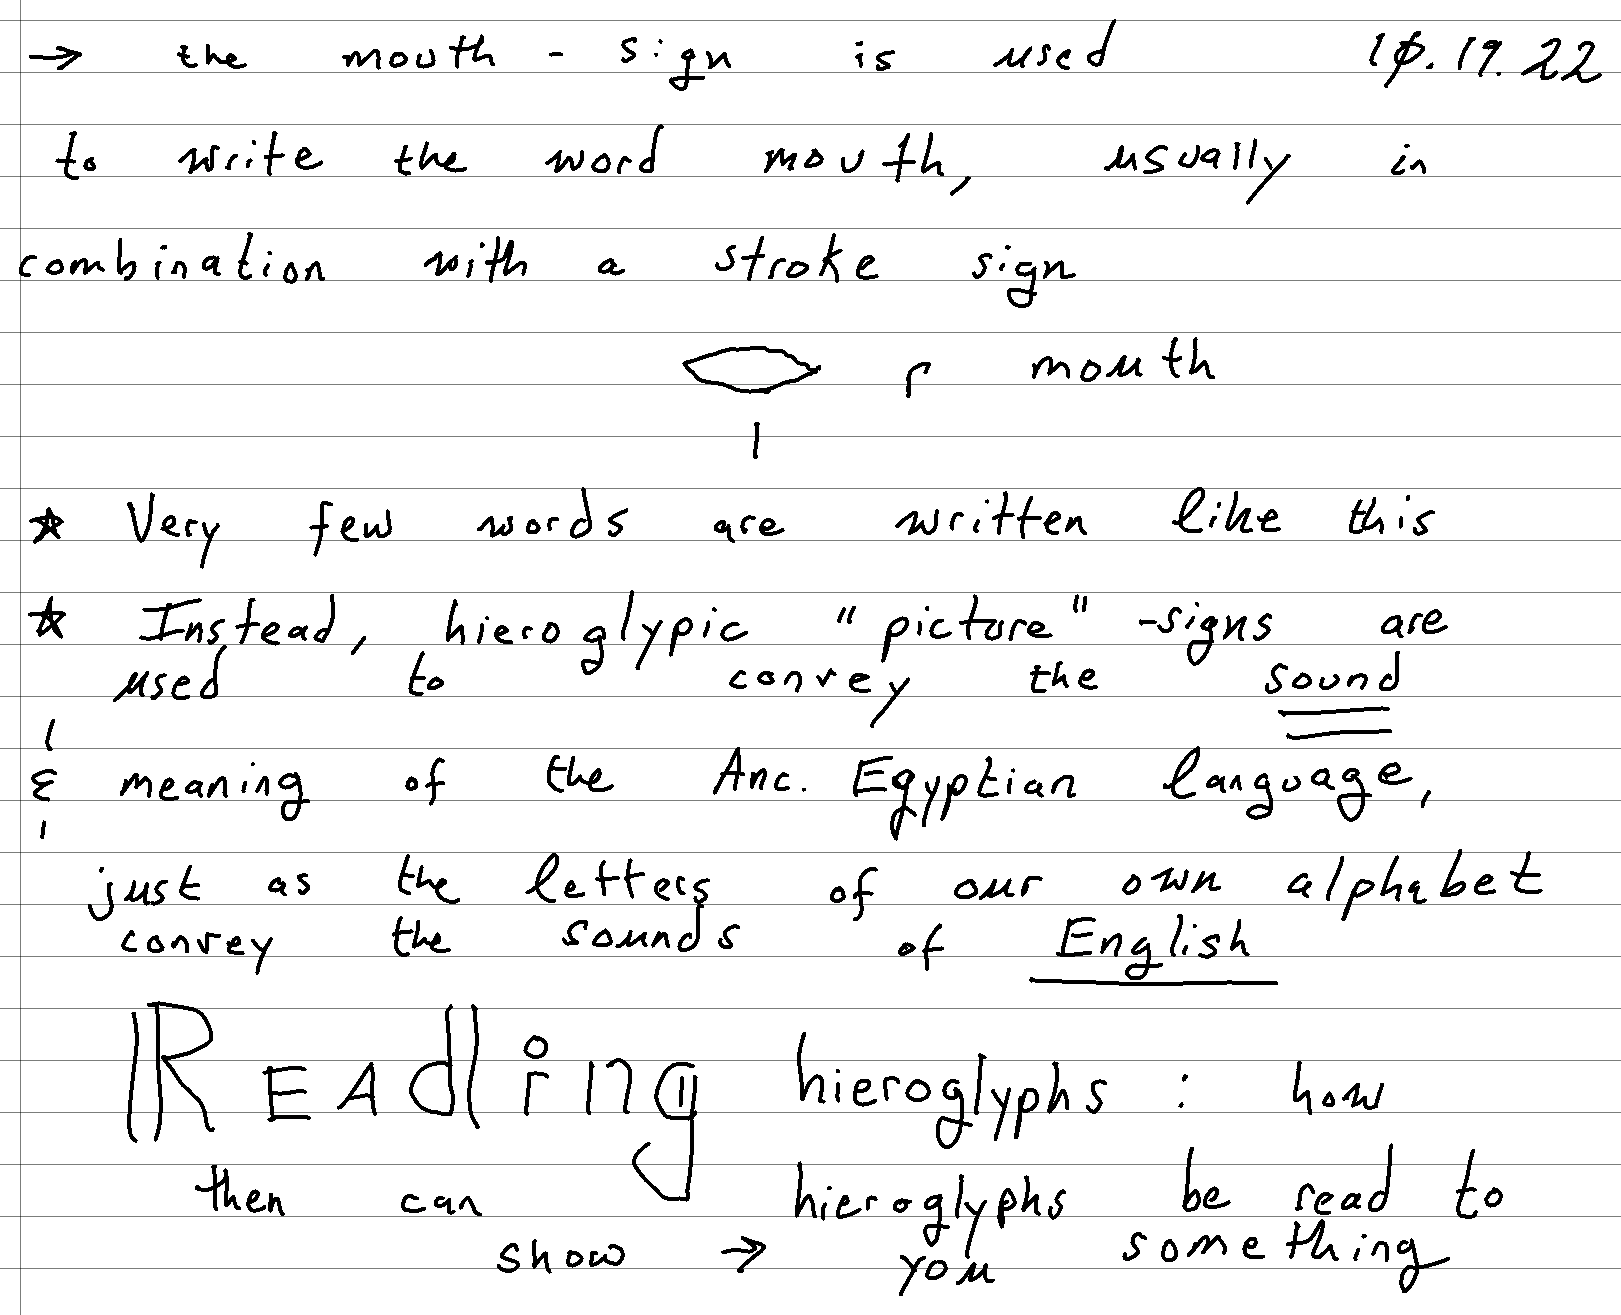 → the mouth - sign is used 10.19.22
to write the word mouth, usually in
combination with a stroke sign
r mouth
★ Very few words are written like this
★ Instead, hieroglypic "picture" -signs are
used to convey the sound
& meaning of the Anc. Egyptian language,
just as the letters of our own alphabet
convey the sounds of English
Reading hieroglyphs : how
then can hieroglyphs be read to
show → you something